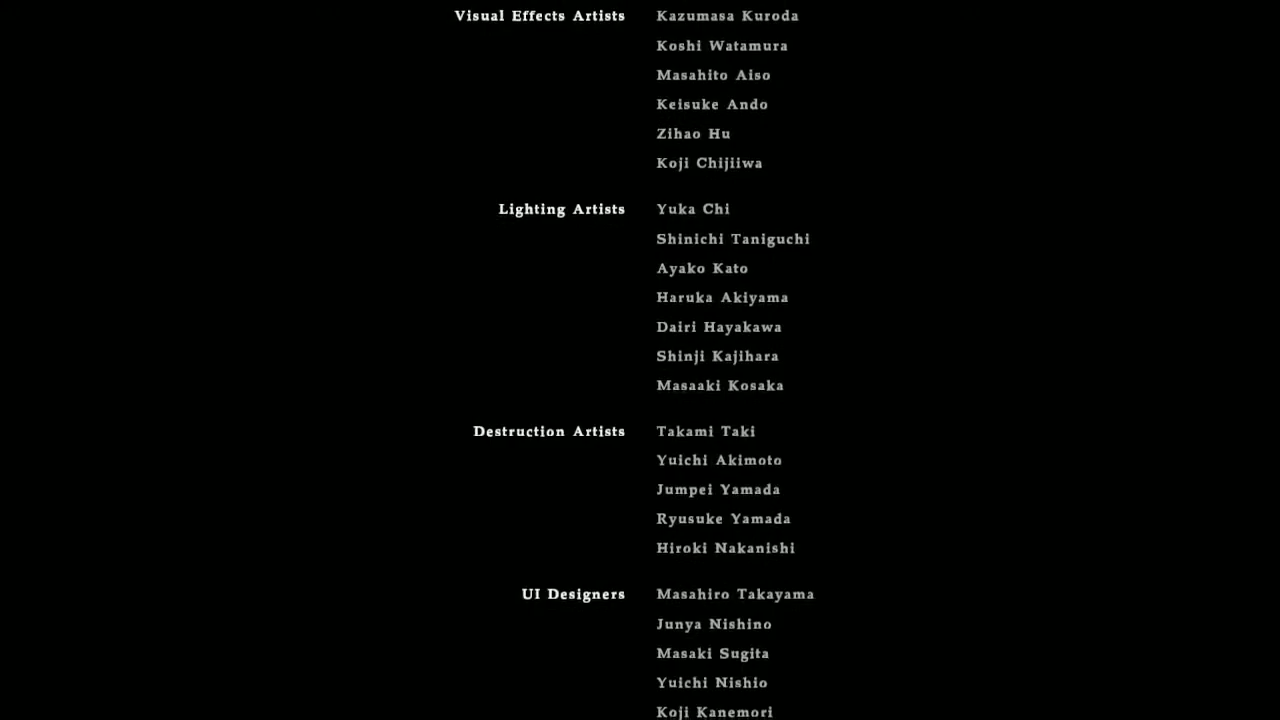 Visual Effects Artists Kazumasa Kuroda
Koshi Watamura
Masahito Aiso
Keisuke Ando
Zihao Hu
Koji Chijiiwa
Lighting Artists Yuka Chi
Shinichi Taniguchi
Ayako Kato
Haruka Akiyama
Dairi Hayakawa
Shinji Kajihara
Masaaki Kosaka
Destruction Artists Takami Taki
Yuichi Akimoto
Jumpei Yamada
Ryusuke Yamada
Hiroki Nakanishi
UI Designers Masahiro Takayama
Junya Nishino
Masaki Sugita
Yuichi Nishio
Koji Kanemori